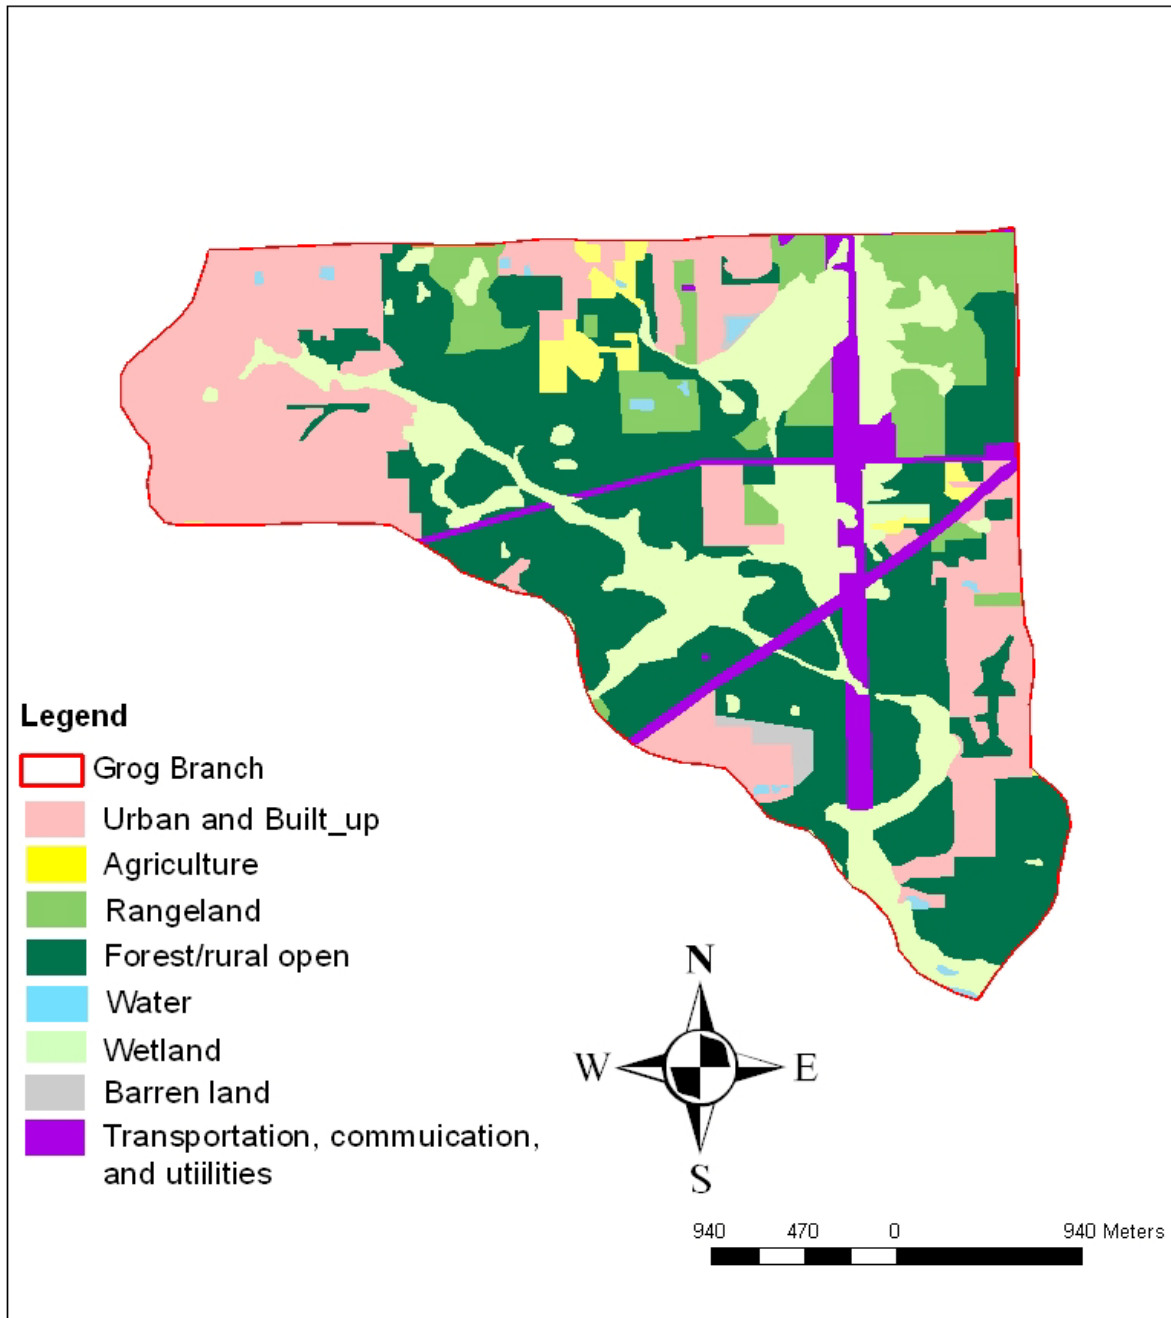 Legend
Grog Branch
Urban and Built_up
Agriculture
Rangeland
Forest/rural open
Water
Wetland
Barren land
Transportation, commuication,
and utiilities
N
W E
S
940 470 0 940 Meters